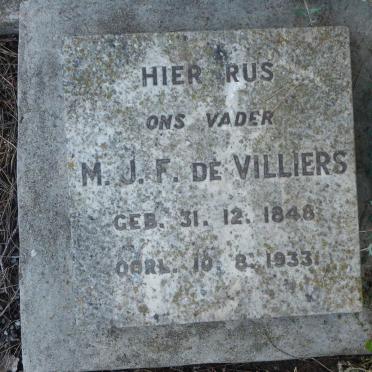 HIER RUS
ONS VADER
M. J. F. DE VILLIERS
GEB. 31. 12. 1848
OORL. 10. 8. 1933